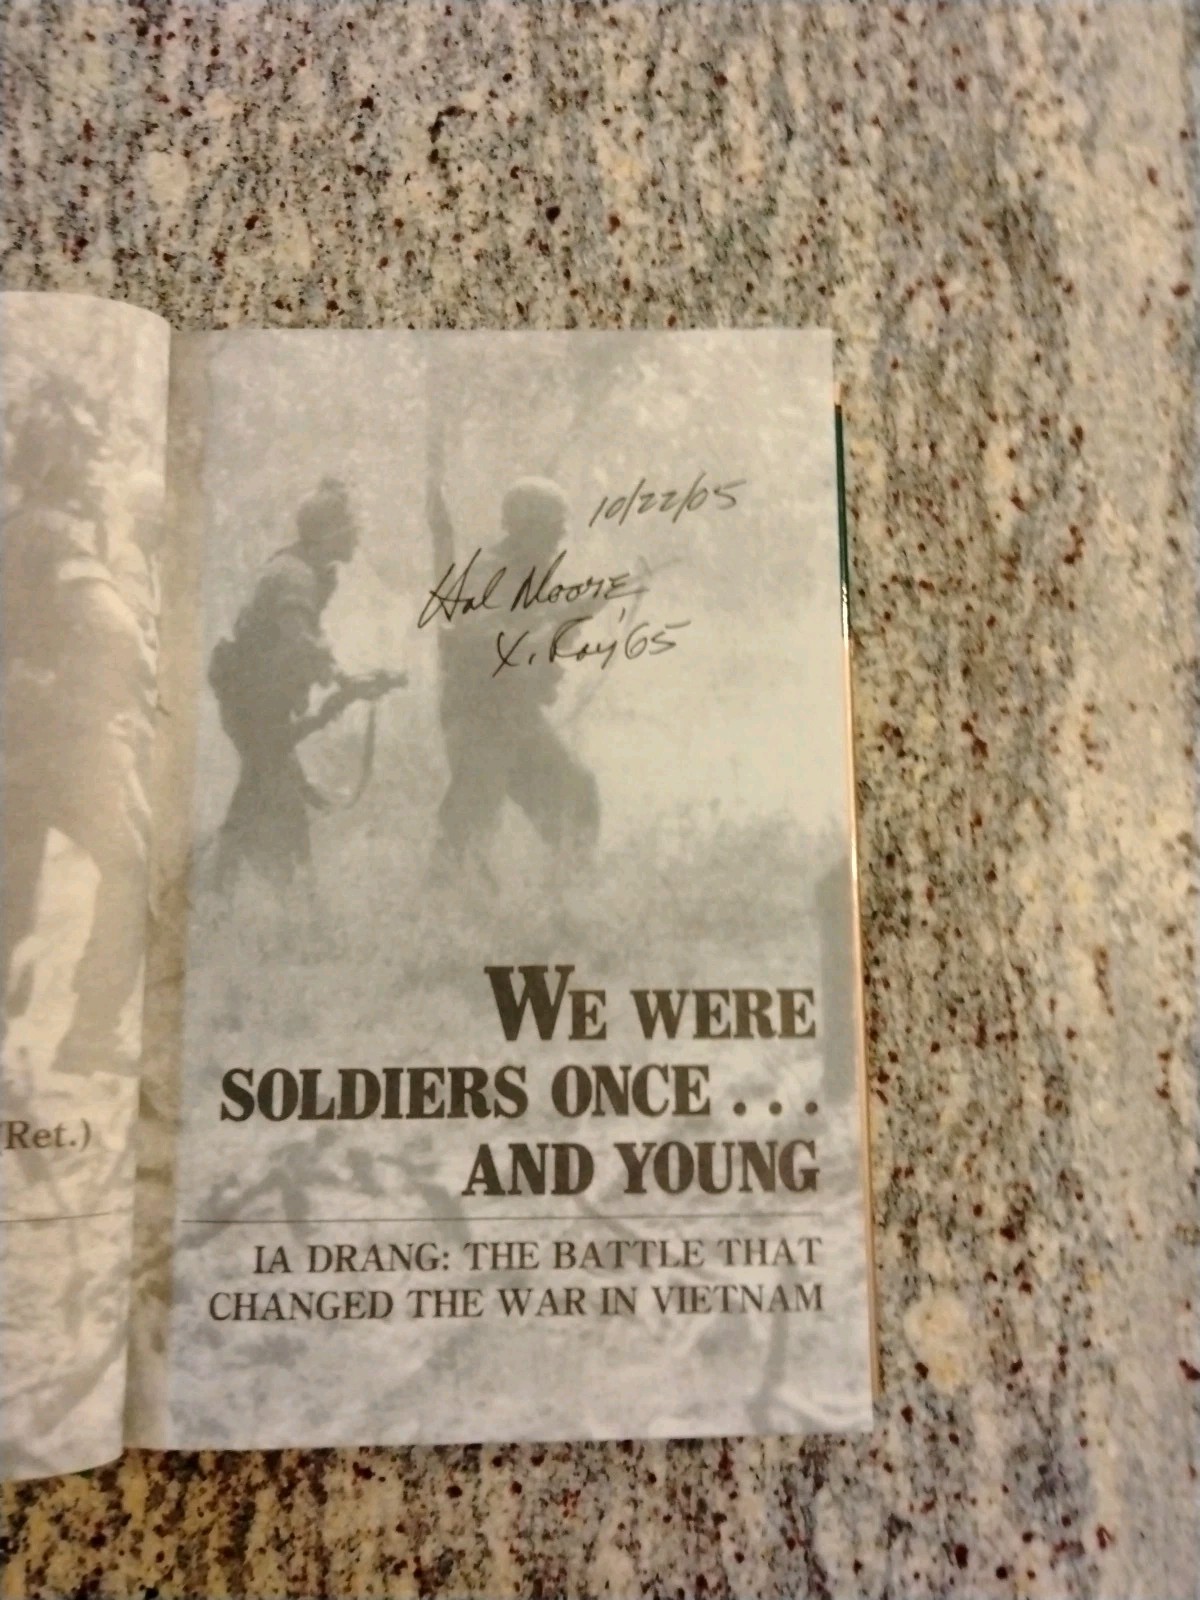 10/22/05
Hal Moore,
X.Ray '65
(Ret.)
WE WERE
SOLDIERS ONCE . . .
AND YOUNG
IA DRANG: THE BATTLE THAT
CHANGED THE WAR IN VIETNAM